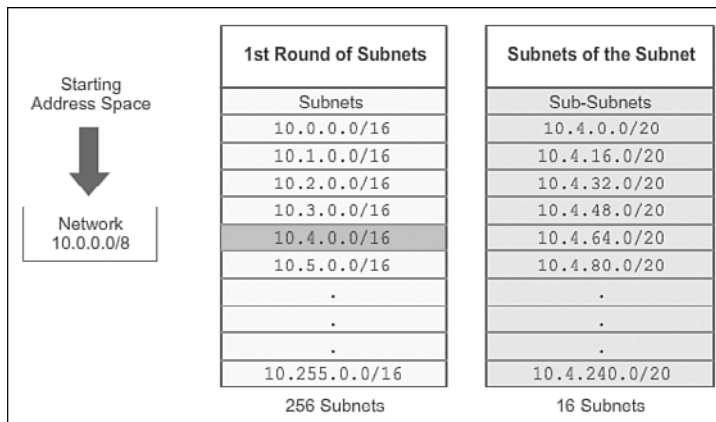 Starting
Address Space
Network
10.0.0.0/8
1st Round of Subnets
Subnets
10.0.0.0/16
10.1.0.0/16
10.2.0.0/16
10.3.0.0/16
10.4.0.0/16
10.5.0.0/16
.
.
.
10.255.0.0/16
256 Subnets
Subnets of the Subnet
Sub-Subnets
10.4.0.0/20
10.4.16.0/20
10.4.32.0/20
10.4.48.0/20
10.4.64.0/20
10.4.80.0/20
.
.
.
10.4.240.0/20
16 Subnets